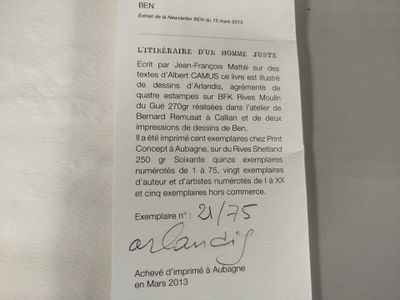 BEN
Extrait de la Newsletter BEN du 15 mars 2013
L'ITINÉRAIRE D'UN HOMME JUSTE
Ecrit par Jean-François Mattéi sur des
textes d'Albert CAMUS ce livre est illustré
de dessins d'Arlandis, agrémenté de
quatre estampes sur BFK Rives Moulin
du Gué 270gr réalisées dans l'atelier de
Bernard Remusat à Callian et de deux
impressions de dessins de Ben.
Il a été imprimé cent exemplaires chez Print
Concept à Aubagne, sur du Rives Shetland
250 gr Soixante quinze exemplaires
numérotés de 1 à 75, vingt exemplaires
d'auteur et d'artistes numérotés de I à XX
et cinq exemplaires hors commerce.
Exemplaire n° : 21/75
arlandis
Achevé d'imprimé à Aubagne
en Mars 2013